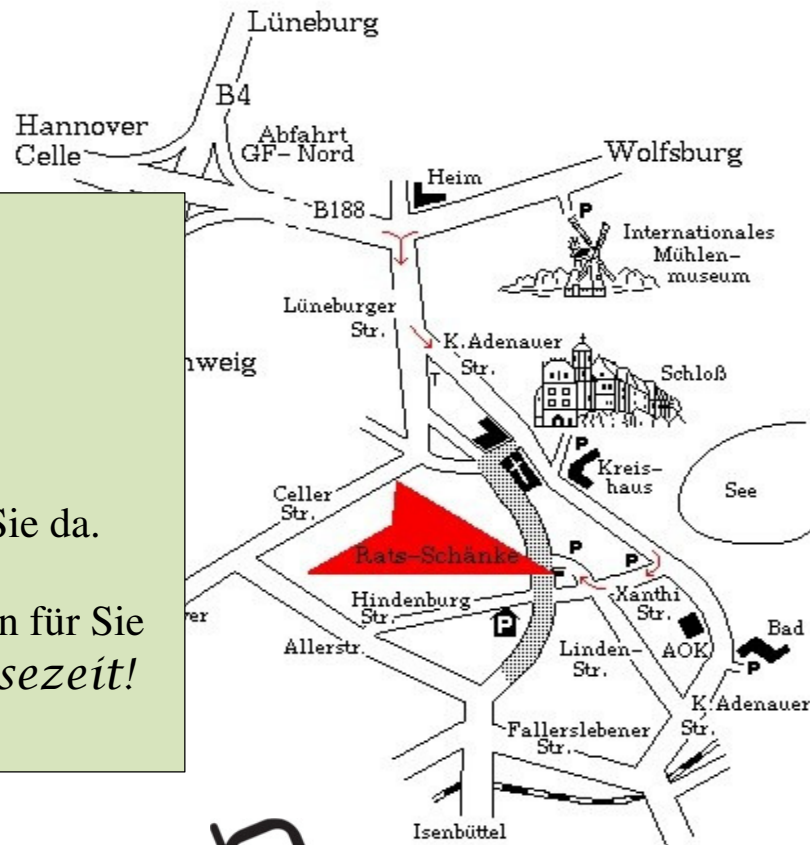 Lüneburg
B4
Hannover
Celle
Abfahrt
GF- Nord
Wolfsburg
Heim
B188
P
Internationales
Mühlen-
museum
Lüneburger
Str.
K.Adenauer
Str.
Schloß
T
P
Kreis-
haus
See
Celler
Str.
Sie da.
Rats-Schänke
P
P
Hindenburg
Str.
P
Xanthi
Str.
n für Sie
sezeit!
Allerstr.
Linden-
Str.
AOK
Bad
P
K.Adenauer
Str.
Fallerslebener
Str.
Isenbüttel